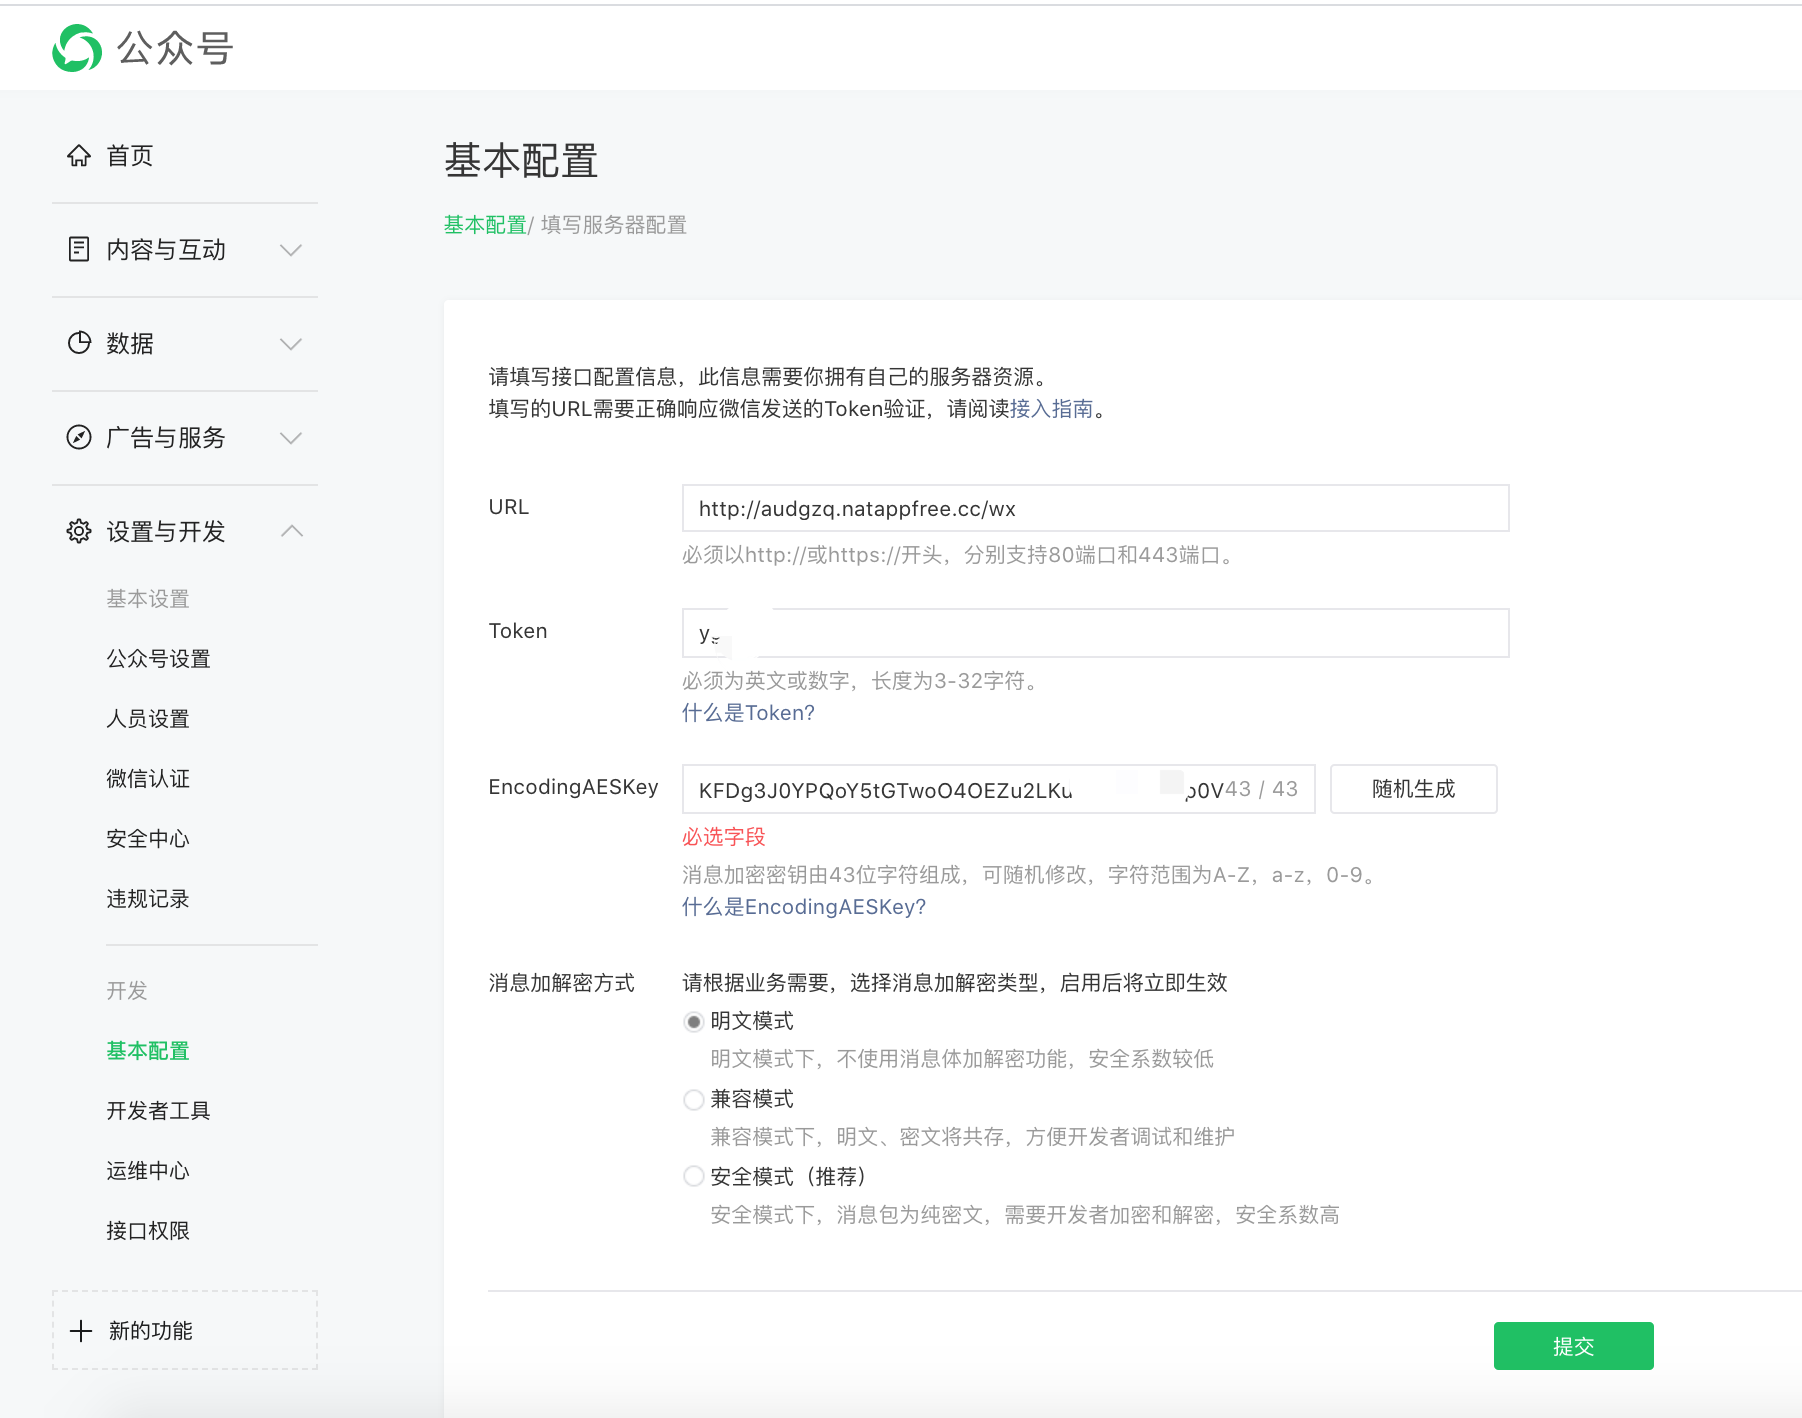 公众号
首页
内容与互动
数据
广告与服务
设置与开发
基本设置
公众号设置
人员设置
微信认证
安全中心
违规记录
开发
基本配置
开发者工具
运维中心
接口权限
新的功能
基本配置
基本配置/ 填写服务器配置
请填写接口配置信息，此信息需要你拥有自己的服务器资源。
填写的URL需要正确响应微信发送的Token验证，请阅读接入指南。
URL
http://audgzq.natappfree.cc/wx
必须以http://或https://开头，分别支持80端口和443端口。
Token
y
必须为英文或数字，长度为3-32字符。
什么是Token?
EncodingAESKey
KFDg3J0YPQoY5tGTwoO4OEZu2LKu p0V 43 / 43
随机生成
必选字段
消息加密密钥由43位字符组成，可随机修改，字符范围为A-Z，a-z，0-9。
什么是EncodingAESKey?
消息加解密方式
请根据业务需要，选择消息加解密类型，启用后将立即生效
明文模式
明文模式下，不使用消息体加解密功能，安全系数较低
兼容模式
兼容模式下，明文、密文将共存，方便开发者调试和维护
安全模式（推荐）
安全模式下，消息包为纯密文，需要开发者加密和解密，安全系数高
提交